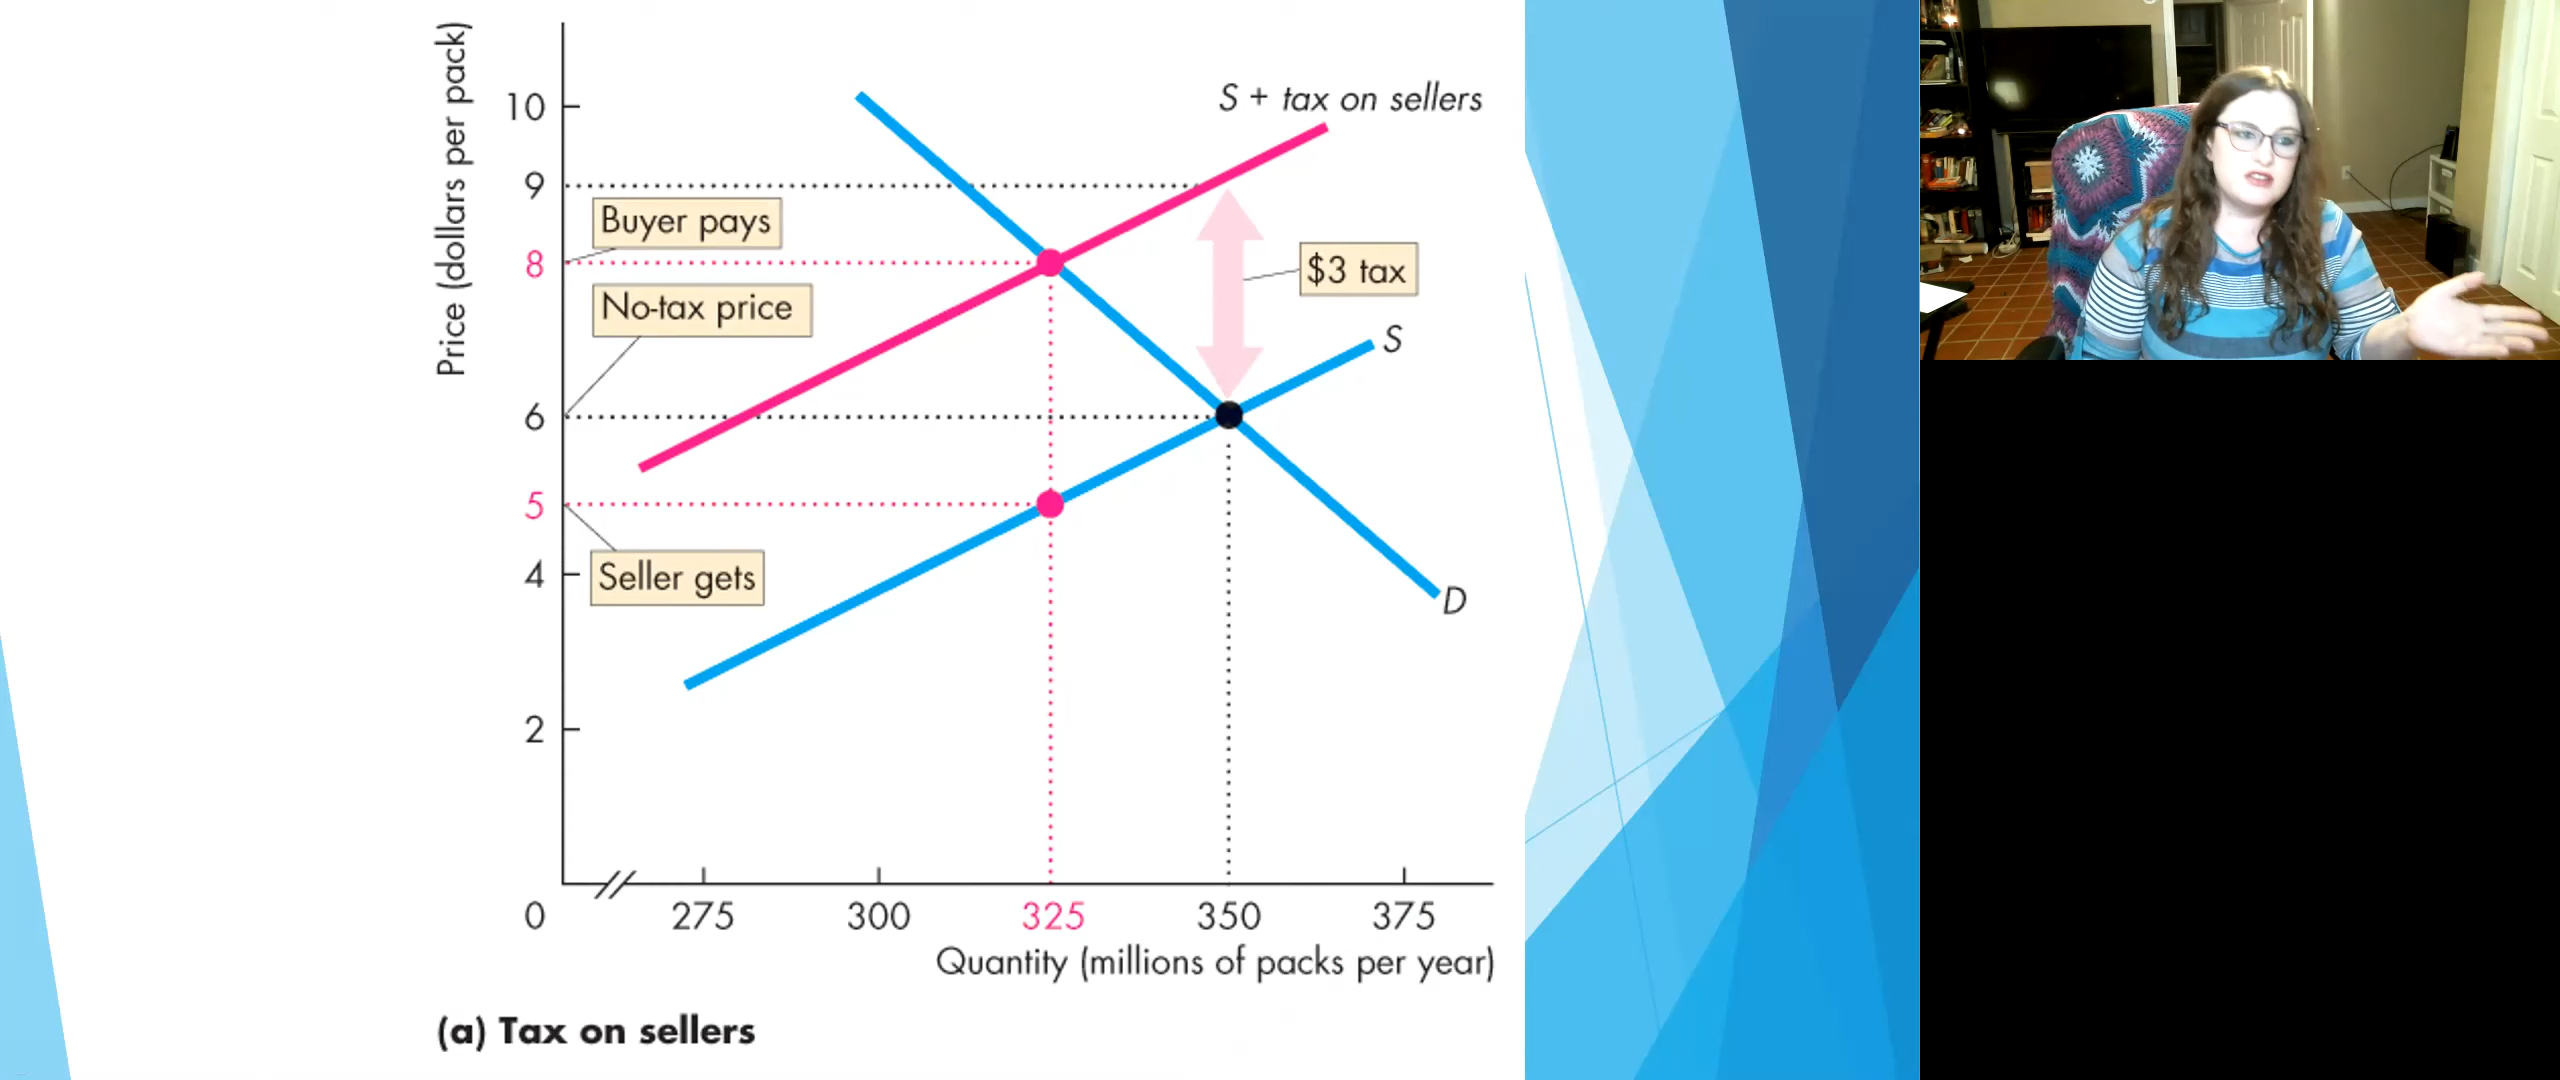 Price (dollars per pack)
10
S + tax on sellers
9
Buyer pays
8
$3 tax
No-tax price
S
6
5
4
Seller gets
D
2
0
275
300
325
350
375
Quantity (millions of packs per year)
(a) Tax on sellers